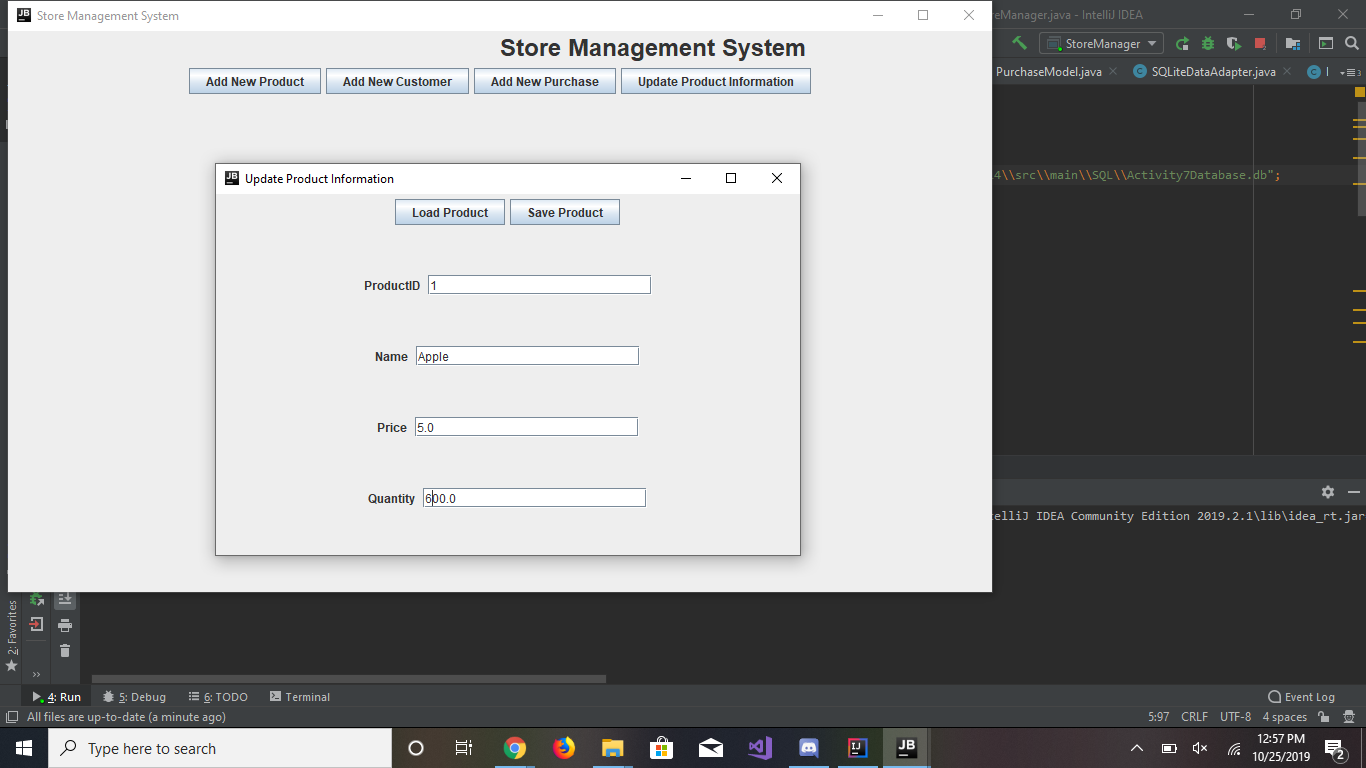 JB Store Management System
Store Management System
Add New Product Add New Customer Add New Purchase Update Product Information
JB Update Product Information
Load Product Save Product
ProductID 1
Name Apple
Price 5.0
Quantity 600.0
reManager.java - IntelliJ IDEA
StoreManager
PurchaseModel.java SQLiteDataAdapter.java
4\\src\\main\\SQL\\Activity7Database.db";
elliJ IDEA Community Edition 2019.2.1\lib\idea_rt.jar
2: Favorites
4: Run 5: Debug 6: TODO Terminal Event Log
All files are up-to-date (a minute ago) 5:97 CRLF UTF-8 4 spaces
Type here to search
IJ JB
12:57 PM
10/25/2019
2